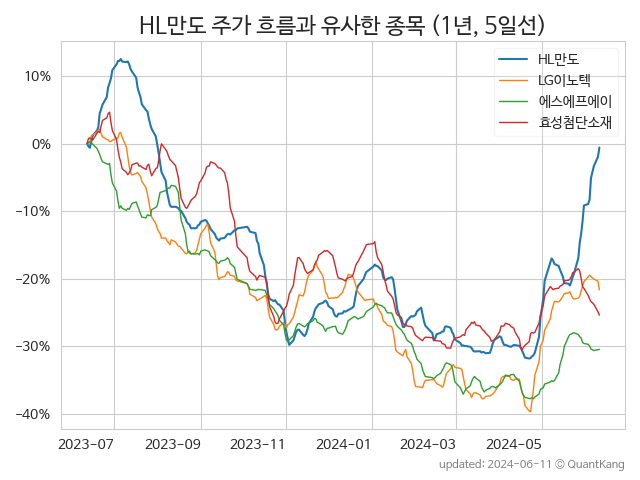 HL만도 주가 흐름과 유사한 종목 (1년, 5일선)
HL만도
LG이노텍
에스에프에이
효성첨단소재
10%
0%
−10%
−20%
−30%
−40%
2023-07
2023-09
2023-11
2024-01
2024-03
2024-05
updated: 2024-06-11 © QuantKang